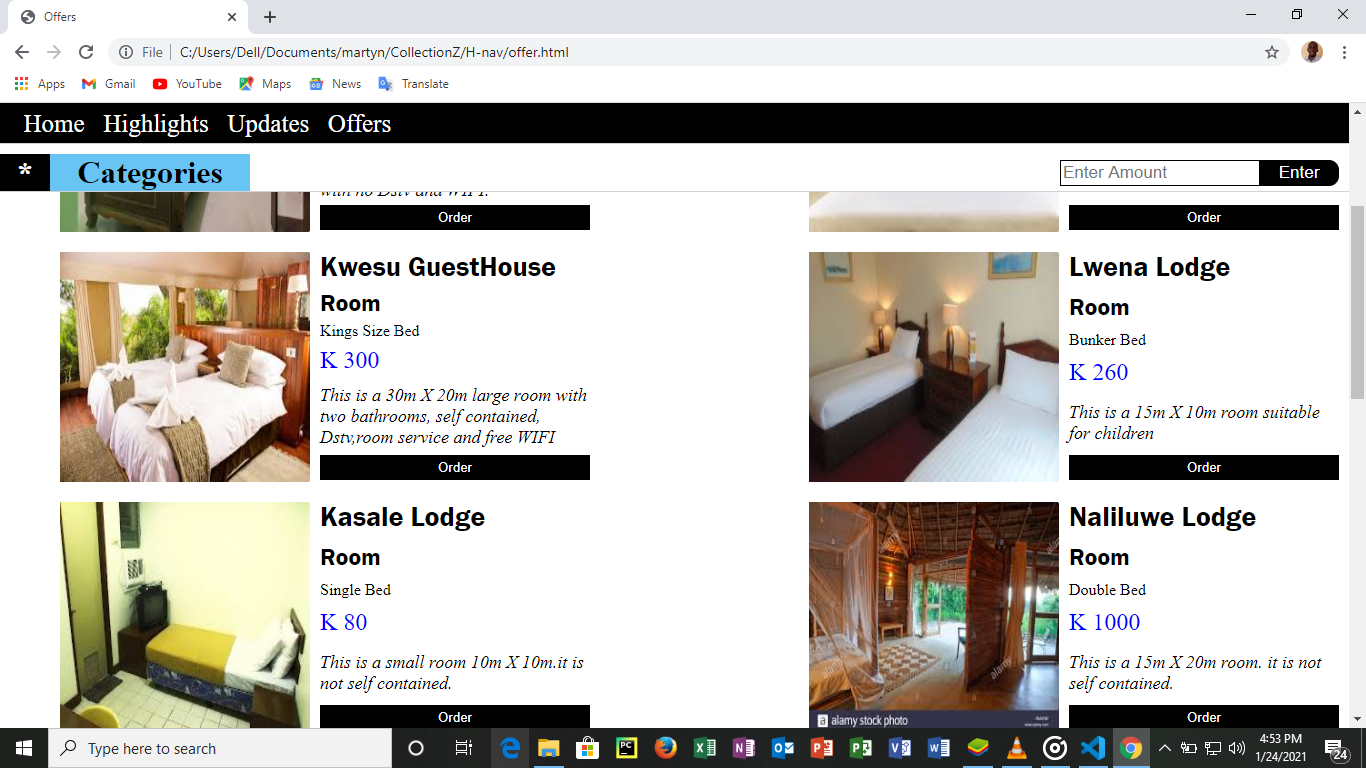 Offers
File
C:/Users/Dell/Documents/martyn/CollectionZ/H-nav/offer.html
Apps Gmail YouTube Maps News Translate
Home Highlights Updates Offers
* Categories
Enter Amount Enter
with no Dstv and WIFI.
Order
Order
Kwesu GuestHouse
Room
Kings Size Bed
K 300
This is a 30m X 20m large room with
two bathrooms, self contained,
Dstv,room service and free WIFI
Order
Lwena Lodge
Room
Bunker Bed
K 260
This is a 15m X 10m room suitable
for children
Order
Kasale Lodge
Room
Single Bed
K 80
This is a small room 10m X 10m.it is
not self contained.
Order
Naliluwe Lodge
Room
Double Bed
K 1000
This is a 15m X 20m room. it is not
self contained.
Order
alamy
a alamy stock photo
Type here to search
4:53 PM
1/24/2021
24